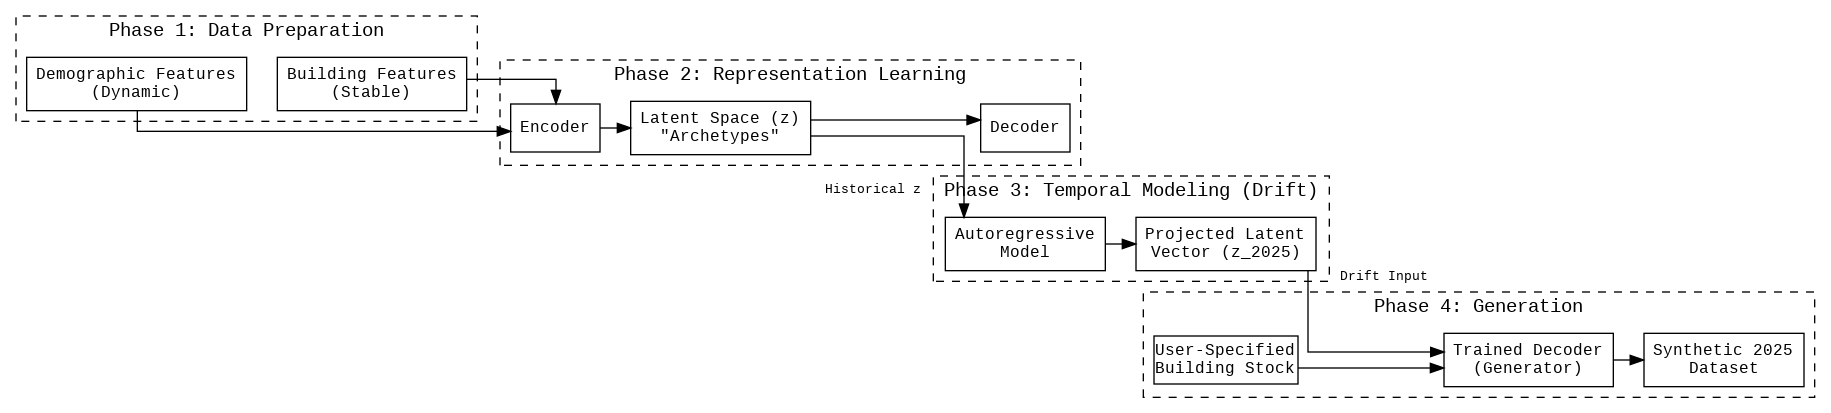 Phase 1: Data Preparation
Demographic Features
(Dynamic)
Building Features
(Stable)
Phase 2: Representation Learning
Encoder
Latent Space (z)
"Archetypes"
Decoder
Historical z
Phase 3: Temporal Modeling (Drift)
Autoregressive
Model
Projected Latent
Vector (z_2025)
Drift Input
Phase 4: Generation
User-Specified
Building Stock
Trained Decoder
(Generator)
Synthetic 2025
Dataset